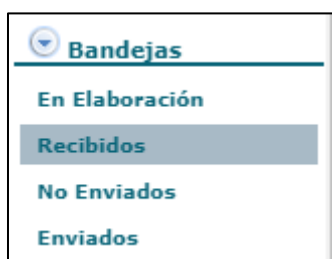 Bandejas
En Elaboración
Recibidos
No Enviados
Enviados